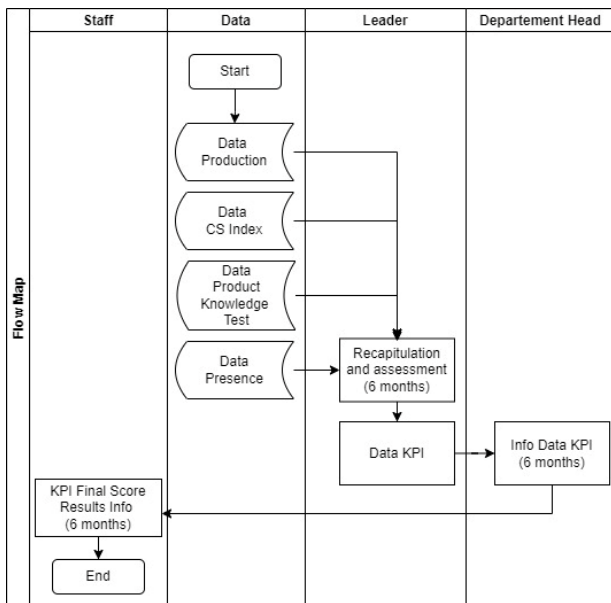 Staff
Data
Leader
Departement Head
Flow Map
Start
Data
Production
Data
CS Index
Data
Product
Knowledge
Test
Data
Presence
Recapitulation
and assessment
(6 months)
Data KPI
Info Data KPI
(6 months)
KPI Final Score
Results Info
(6 months)
End